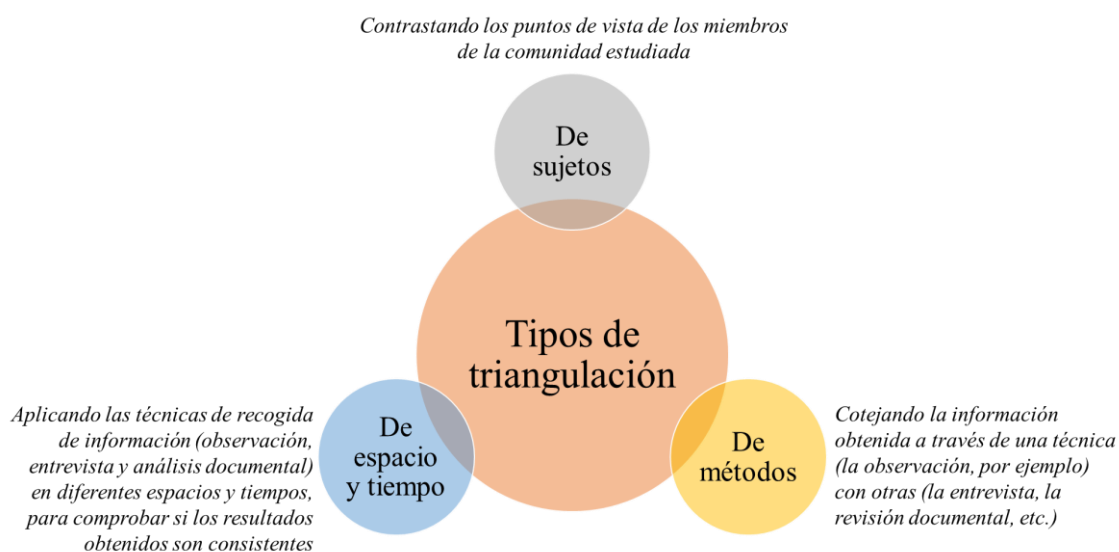 Contrastando los puntos de vista de los miembros
de la comunidad estudiada
De
sujetos
Tipos de
triangulación
De
espacio
y tiempo
Aplicando las técnicas de recogida
de información (observación,
entrevista y análisis documental)
en diferentes espacios y tiempos,
para comprobar si los resultados
obtenidos son consistentes
De
métodos
Cotejando la información
obtenida a través de una técnica
(la observación, por ejemplo)
con otras (la entrevista, la
revisión documental, etc.)